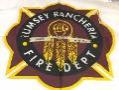 RUMSEY RANCHERIA
FIRE DEPT.